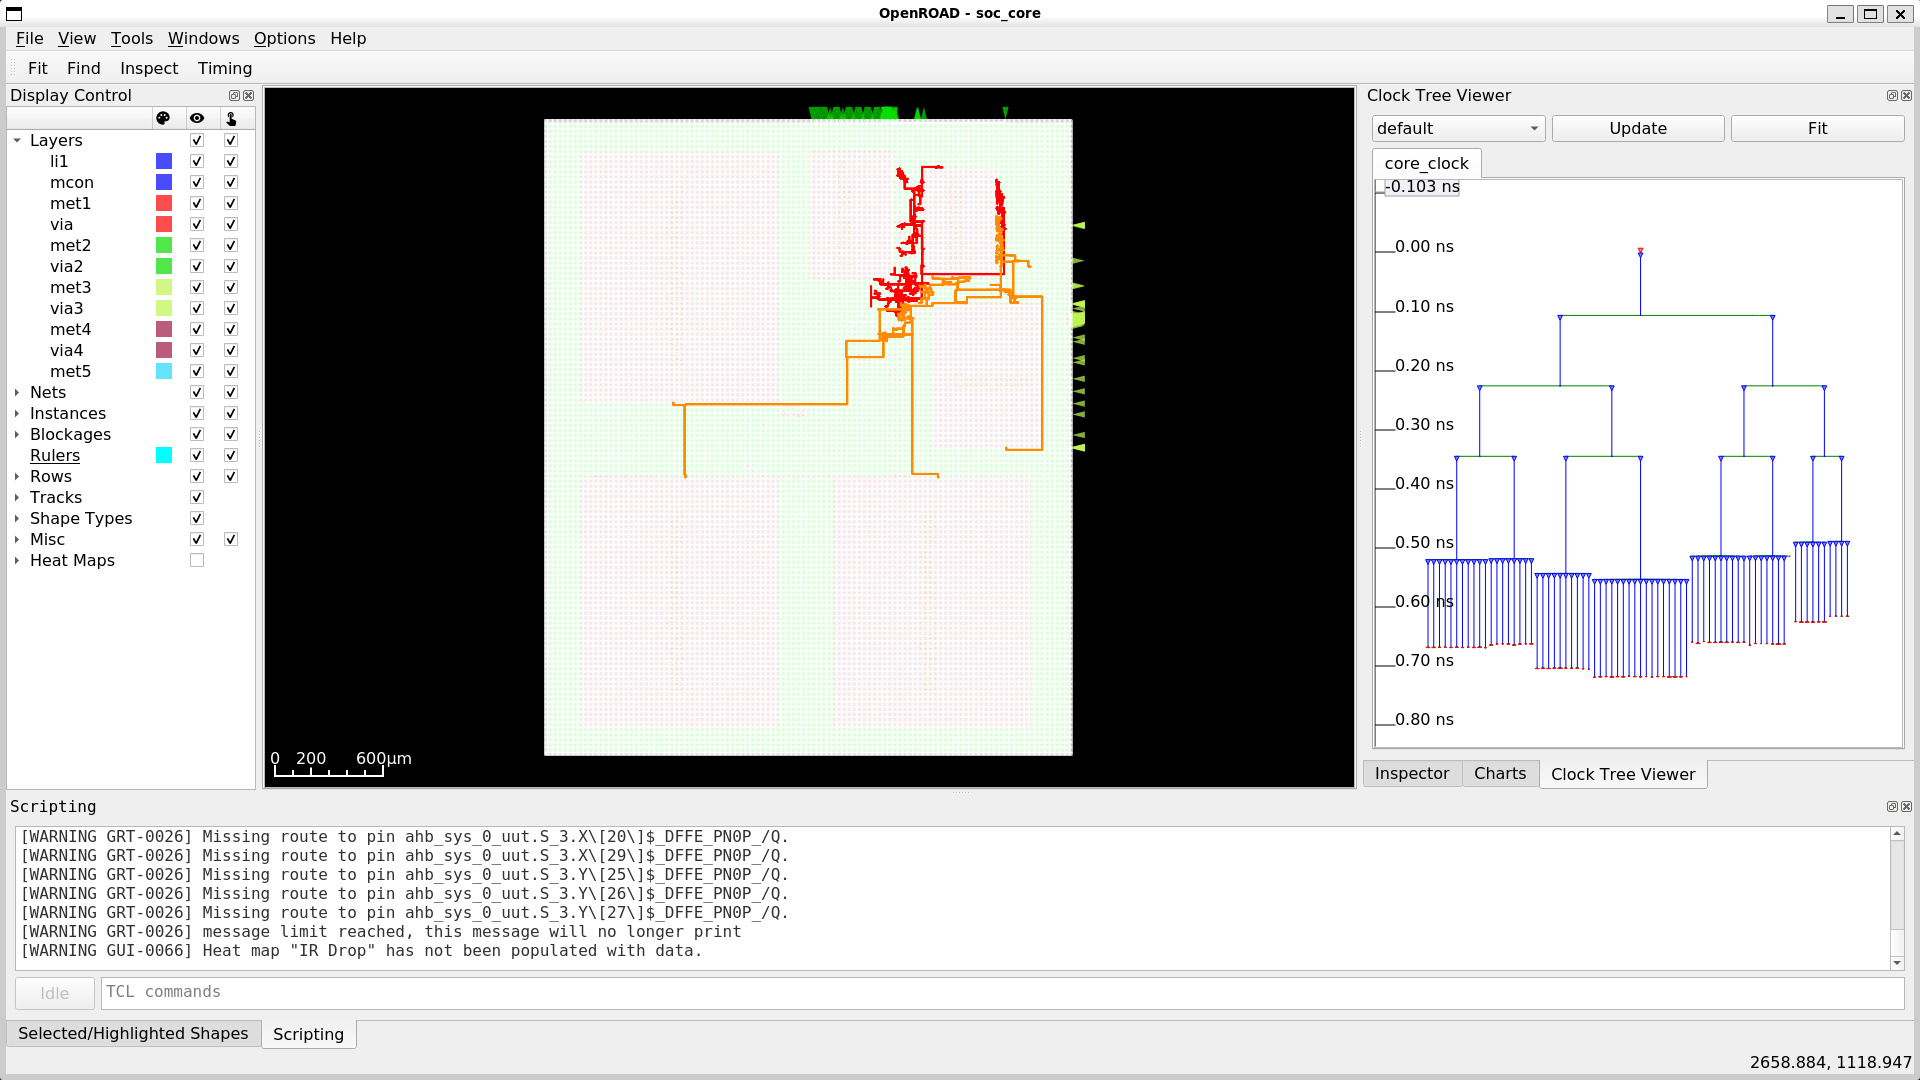 OpenROAD - soc_core
File View Tools Windows Options Help
Fit Find Inspect Timing
Display Control
Layers
li1
mcon
met1
via
met2
via2
met3
via3
met4
via4
met5
Nets
Instances
Blockages
Rulers
Rows
Tracks
Shape Types
Misc
Heat Maps
0 200 600µm
Clock Tree Viewer
default Update Fit
core_clock
-0.103 ns
0.00 ns
0.10 ns
0.20 ns
0.30 ns
0.40 ns
0.50 ns
0.60 ns
0.70 ns
0.80 ns
Inspector Charts Clock Tree Viewer
Scripting
[WARNING GRT-0026] Missing route to pin ahb_sys_0_uut.S_3.X\[20\]$_DFFE_PN0P_/Q.
[WARNING GRT-0026] Missing route to pin ahb_sys_0_uut.S_3.X\[29\]$_DFFE_PN0P_/Q.
[WARNING GRT-0026] Missing route to pin ahb_sys_0_uut.S_3.Y\[25\]$_DFFE_PN0P_/Q.
[WARNING GRT-0026] Missing route to pin ahb_sys_0_uut.S_3.Y\[26\]$_DFFE_PN0P_/Q.
[WARNING GRT-0026] Missing route to pin ahb_sys_0_uut.S_3.Y\[27\]$_DFFE_PN0P_/Q.
[WARNING GRT-0026] message limit reached, this message will no longer print
[WARNING GUI-0066] Heat map "IR Drop" has not been populated with data.
Idle TCL commands
Selected/Highlighted Shapes Scripting
2658.884, 1118.947